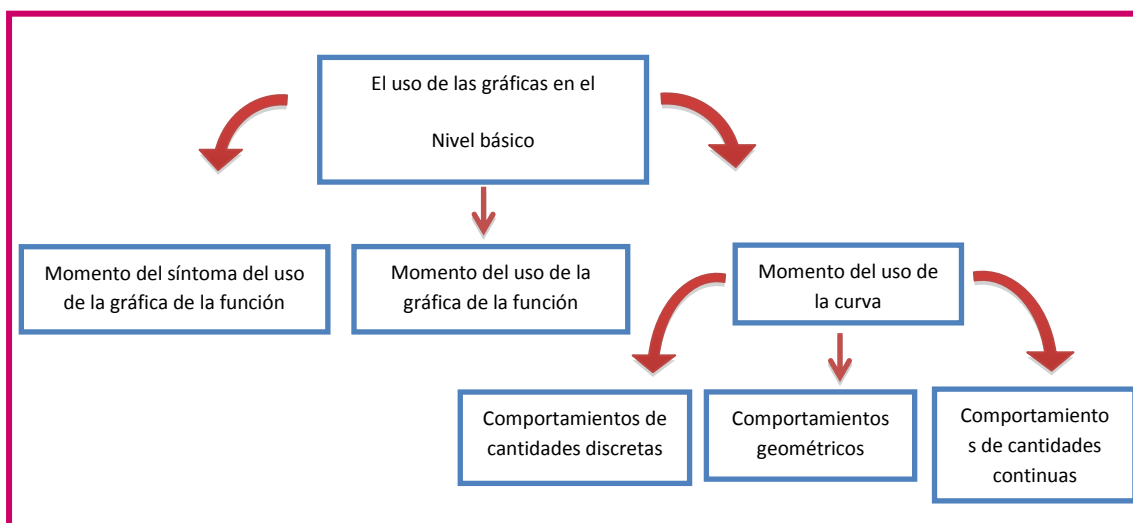 El uso de las gráficas en el
Nivel básico
Momento del síntoma del uso
de la gráfica de la función
Momento del uso de la
gráfica de la función
Momento del uso de
la curva
Comportamientos de
cantidades discretas
Comportamientos
geométricos
Comportamiento
s de cantidades
continuas